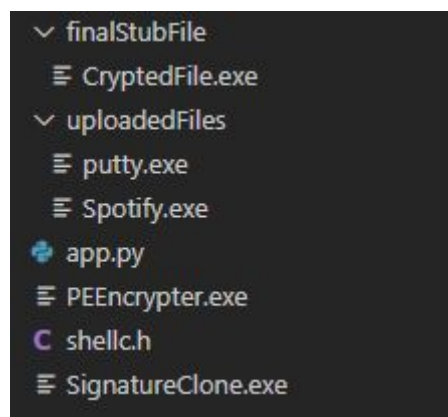 finalStubFile
CryptedFile.exe
uploadedFiles
putty.exe
Spotify.exe
app.py
PEEncrypter.exe
C shellc.h
SignatureClone.exe